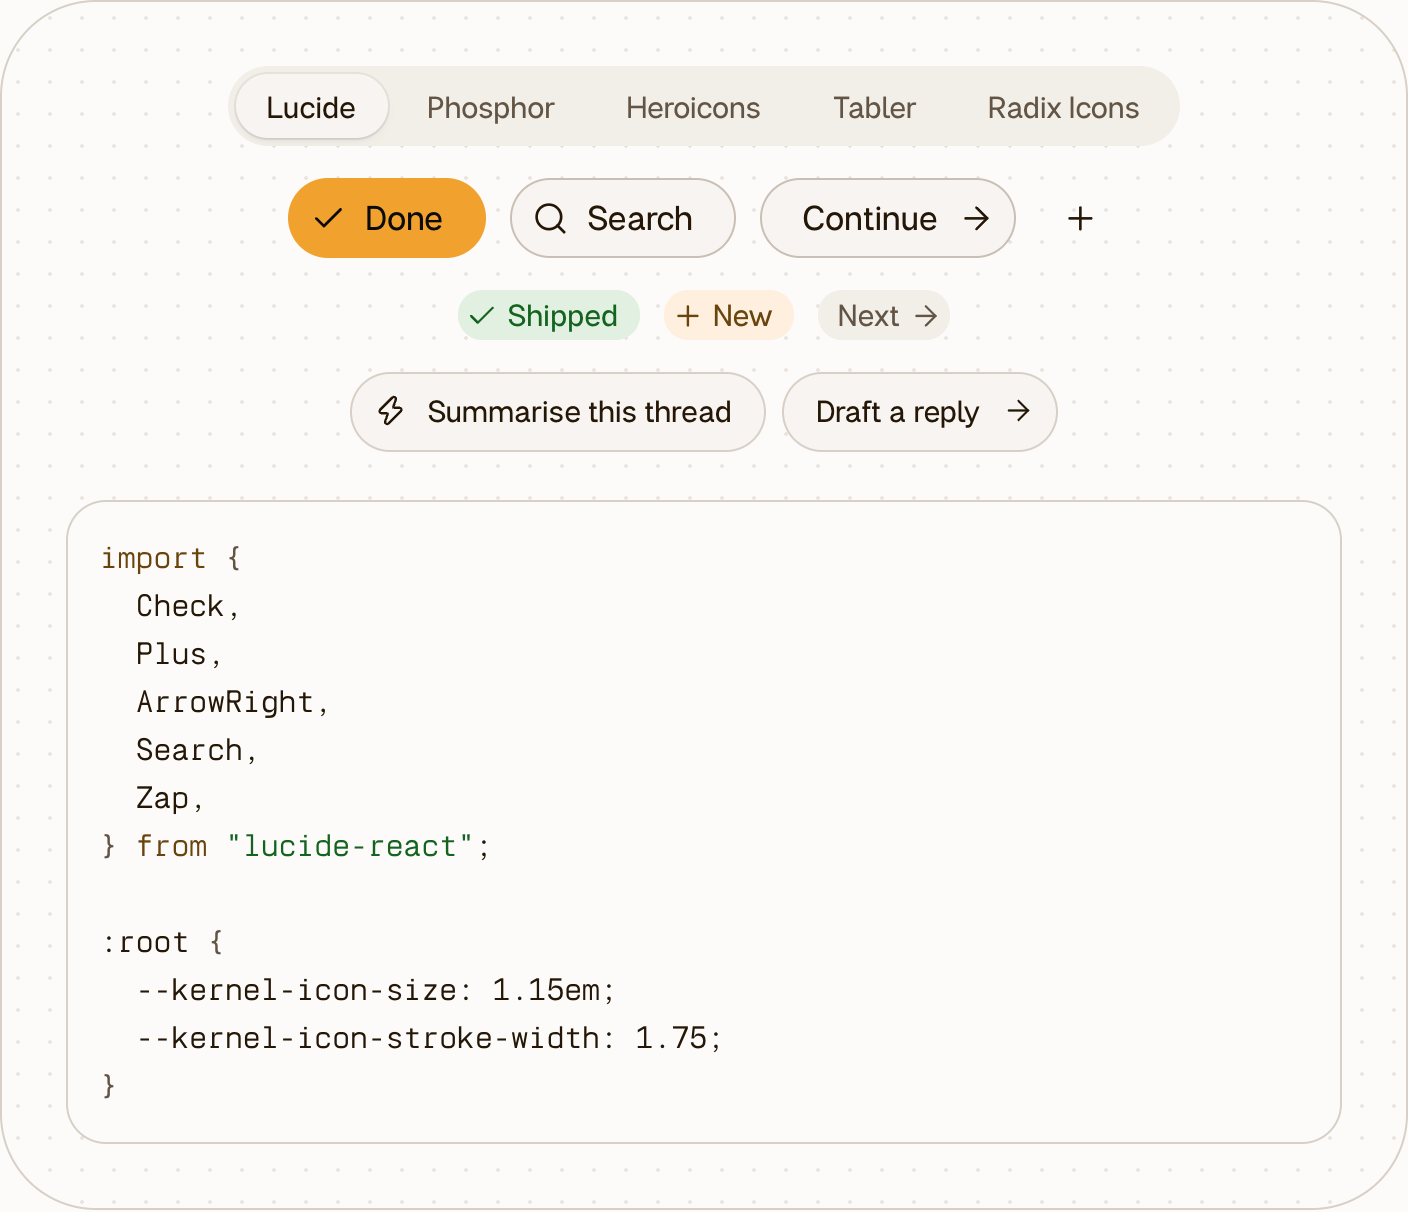 Lucide Phosphor Heroicons Tabler Radix Icons
Done Search Continue
Shipped New Next
Summarise this thread Draft a reply
import {
  Check,
  Plus,
  ArrowRight,
  Search,
  Zap,
} from "lucide-react";

:root {
  --kernel-icon-size: 1.15em;
  --kernel-icon-stroke-width: 1.75;
}